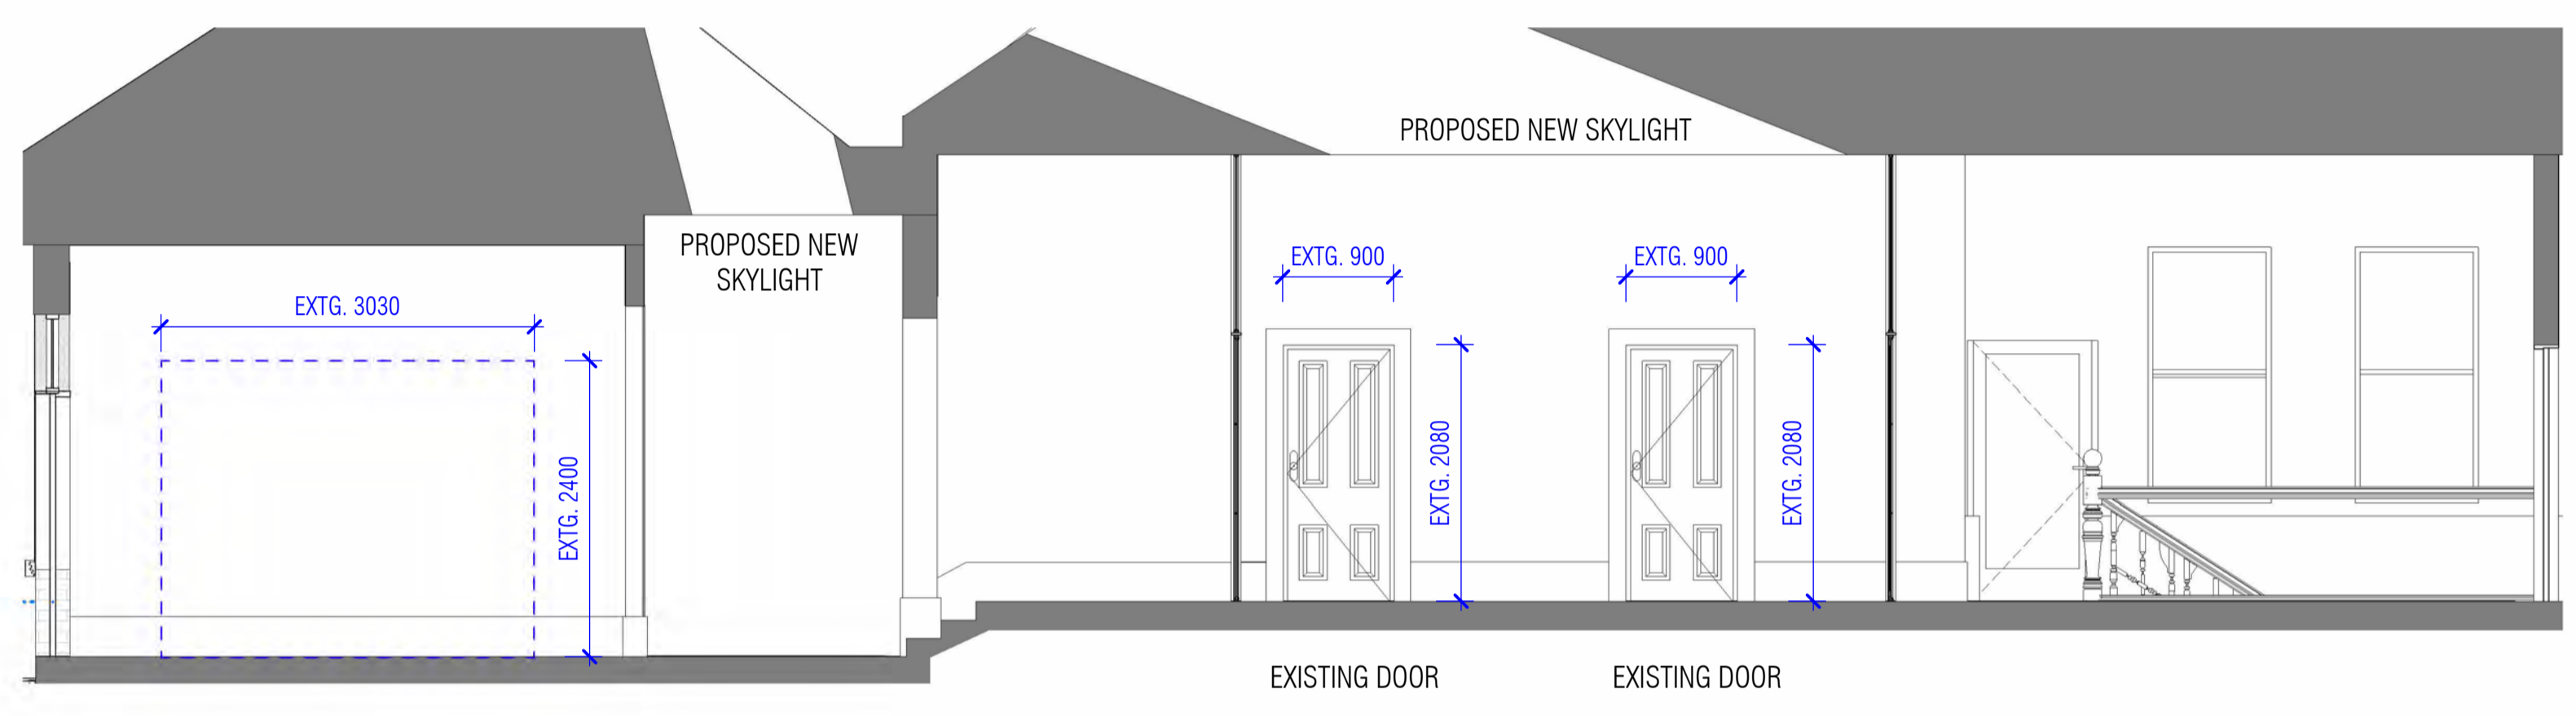 PROPOSED NEW SKYLIGHT
PROPOSED NEW
SKYLIGHT
EXTG. 900
EXTG. 900
EXTG. 3030
EXTG. 2400
EXTG. 2080
EXTG. 2080
EXISTING DOOR
EXISTING DOOR